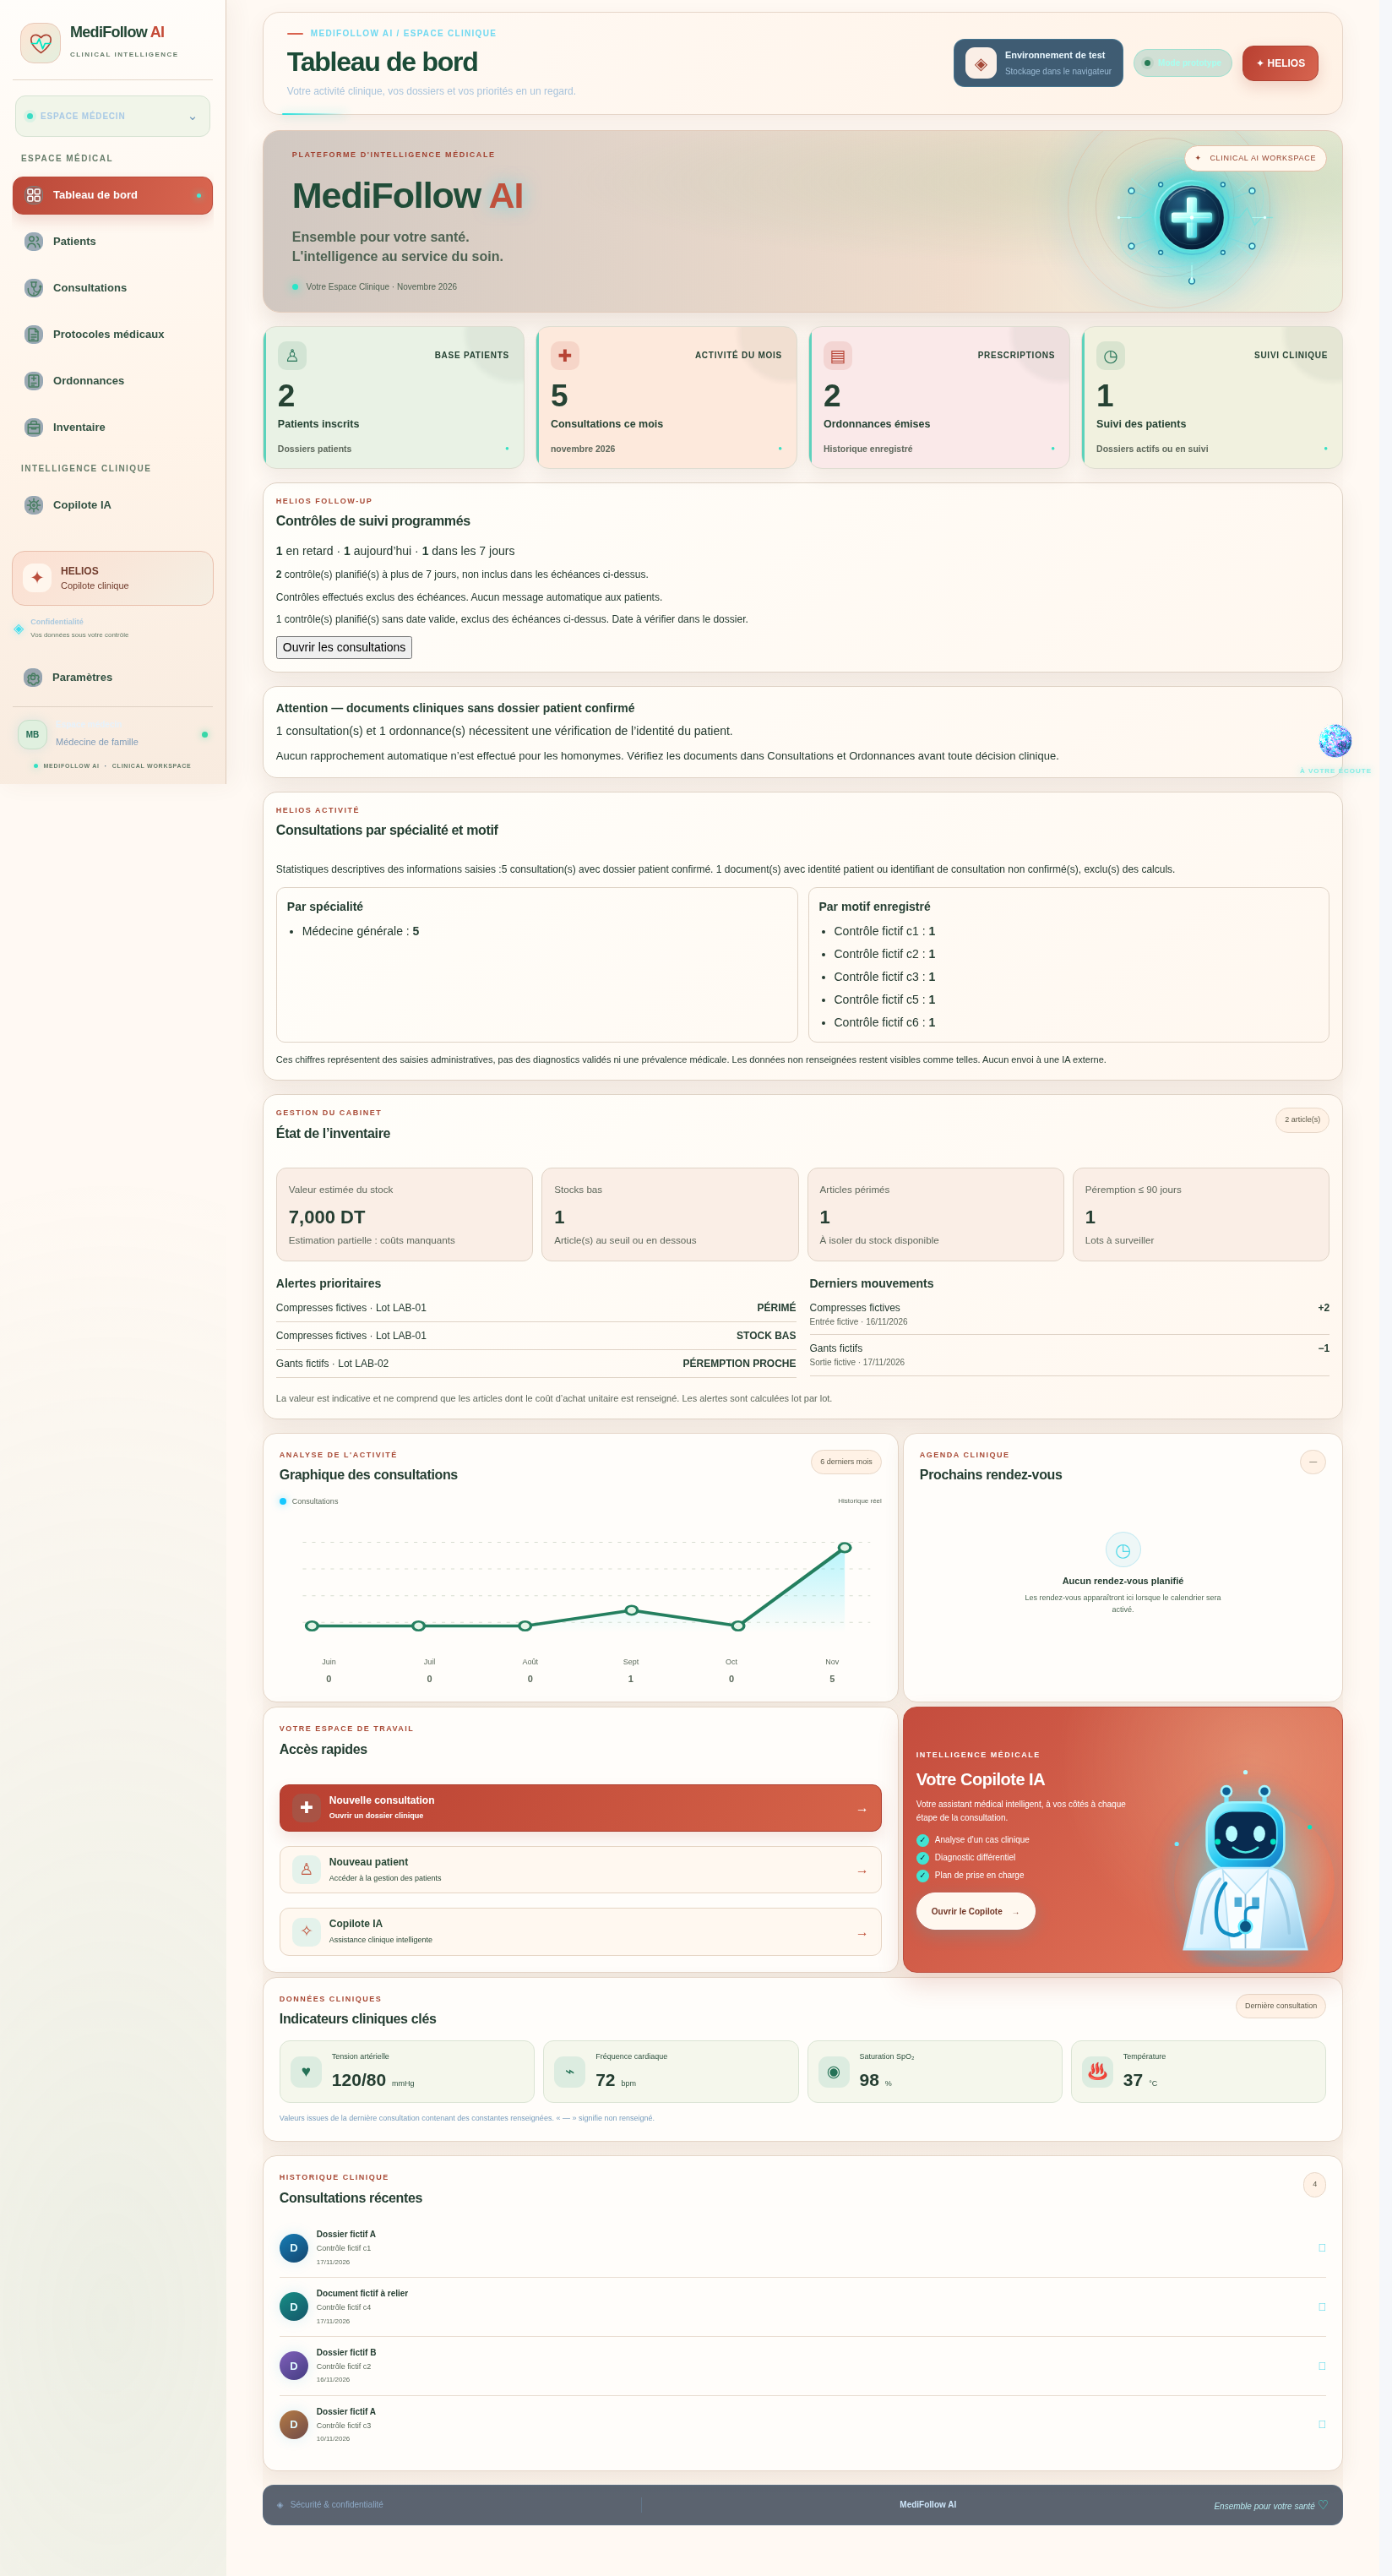 MediFollow AI
CLINICAL INTELLIGENCE
ESPACE MÉDECIN
ESPACE MÉDICAL
Tableau de bord
Patients
Consultations
Protocoles médicaux
Ordonnances
Inventaire
INTELLIGENCE CLINIQUE
Copilote IA
HELIOS
Copilote clinique
Confidentialité
Vos données sous votre contrôle
Paramètres
MB
Médecine de famille
MEDIFOLLOW AI · CLINICAL WORKSPACE
MEDIFOLLOW AI / ESPACE CLINIQUE
Tableau de bord
Votre activité clinique, vos dossiers et vos priorités en un regard.
Environnement de test
Stockage dans le navigateur
✦ HELIOS
PLATEFORME D'INTELLIGENCE MÉDICALE
MediFollow AI
Ensemble pour votre santé.
L'intelligence au service du soin.
Votre Espace Clinique · Novembre 2026
✦ CLINICAL AI WORKSPACE
BASE PATIENTS
2
Patients inscrits
Dossiers patients
ACTIVITÉ DU MOIS
5
Consultations ce mois
novembre 2026
PRESCRIPTIONS
2
Ordonnances émises
Historique enregistré
SUIVI CLINIQUE
1
Suivi des patients
Dossiers actifs ou en suivi
HELIOS FOLLOW-UP
Contrôles de suivi programmés
1 en retard · 1 aujourd’hui · 1 dans les 7 jours
2 contrôle(s) planifié(s) à plus de 7 jours, non inclus dans les échéances ci-dessus.
Contrôles effectués exclus des échéances. Aucun message automatique aux patients.
1 contrôle(s) planifié(s) sans date valide, exclus des échéances ci-dessus. Date à vérifier dans le dossier.
Ouvrir les consultations
Attention — documents cliniques sans dossier patient confirmé
1 consultation(s) et 1 ordonnance(s) nécessitent une vérification de l’identité du patient.
Aucun rapprochement automatique n’est effectué pour les homonymes. Vérifiez les documents dans Consultations et Ordonnances avant toute décision clinique.
À VOTRE ÉCOUTE
HELIOS ACTIVITÉ
Consultations par spécialité et motif
Statistiques descriptives des informations saisies :5 consultation(s) avec dossier patient confirmé. 1 document(s) avec identité patient ou identifiant de consultation non confirmé(s), exclu(s) des calculs.
Par spécialité
• Médecine générale : 5
Par motif enregistré
• Contrôle fictif c1 : 1
• Contrôle fictif c2 : 1
• Contrôle fictif c3 : 1
• Contrôle fictif c5 : 1
• Contrôle fictif c6 : 1
Ces chiffres représentent des saisies administratives, pas des diagnostics validés ni une prévalence médicale. Les données non renseignées restent visibles comme telles. Aucun envoi à une IA externe.
GESTION DU CABINET
État de l’inventaire
2 article(s)
Valeur estimée du stock
7,000 DT
Estimation partielle : coûts manquants
Stocks bas
1
Article(s) au seuil ou en dessous
Articles périmés
1
À isoler du stock disponible
Péremption ≤ 90 jours
1
Lots à surveiller
Alertes prioritaires
Compresses fictives · Lot LAB-01 PÉRIMÉ
Compresses fictives · Lot LAB-01 STOCK BAS
Gants fictifs · Lot LAB-02 PÉREMPTION PROCHE
Derniers mouvements
Compresses fictives +2
Entrée fictive · 16/11/2026
Gants fictifs −1
Sortie fictive · 17/11/2026
La valeur est indicative et ne comprend que les articles dont le coût d’achat unitaire est renseigné. Les alertes sont calculées lot par lot.
ANALYSE DE L'ACTIVITÉ
Graphique des consultations
6 derniers mois
Consultations
Historique réel
Juin Juil Août Sept Oct Nov
0 0 0 1 0 5
AGENDA CLINIQUE
Prochains rendez-vous
—
Aucun rendez-vous planifié
Les rendez-vous apparaîtront ici lorsque le calendrier sera
activé.
VOTRE ESPACE DE TRAVAIL
Accès rapides
Nouvelle consultation
Ouvrir un dossier clinique
→
Nouveau patient
Accéder à la gestion des patients
→
Copilote IA
Assistance clinique intelligente
→
INTELLIGENCE MÉDICALE
Votre Copilote IA
Votre assistant médical intelligent, à vos côtés à chaque
étape de la consultation.
✓ Analyse d'un cas clinique
✓ Diagnostic différentiel
✓ Plan de prise en charge
Ouvrir le Copilote →
DONNÉES CLINIQUES
Indicateurs cliniques clés
Dernière consultation
Tension artérielle
120/80 mmHg
Fréquence cardiaque
72 bpm
Saturation SpO₂
98 %
Température
37 °C
Valeurs issues de la dernière consultation contenant des constantes renseignées. « — » signifie non renseigné.
HISTORIQUE CLINIQUE
Consultations récentes
4
D
Dossier fictif A
Contrôle fictif c1
17/11/2026
D
Document fictif à relier
Contrôle fictif c4
17/11/2026
D
Dossier fictif B
Contrôle fictif c2
16/11/2026
D
Dossier fictif A
Contrôle fictif c3
10/11/2026
Sécurité & confidentialité
MediFollow AI
Ensemble pour votre santé ♡